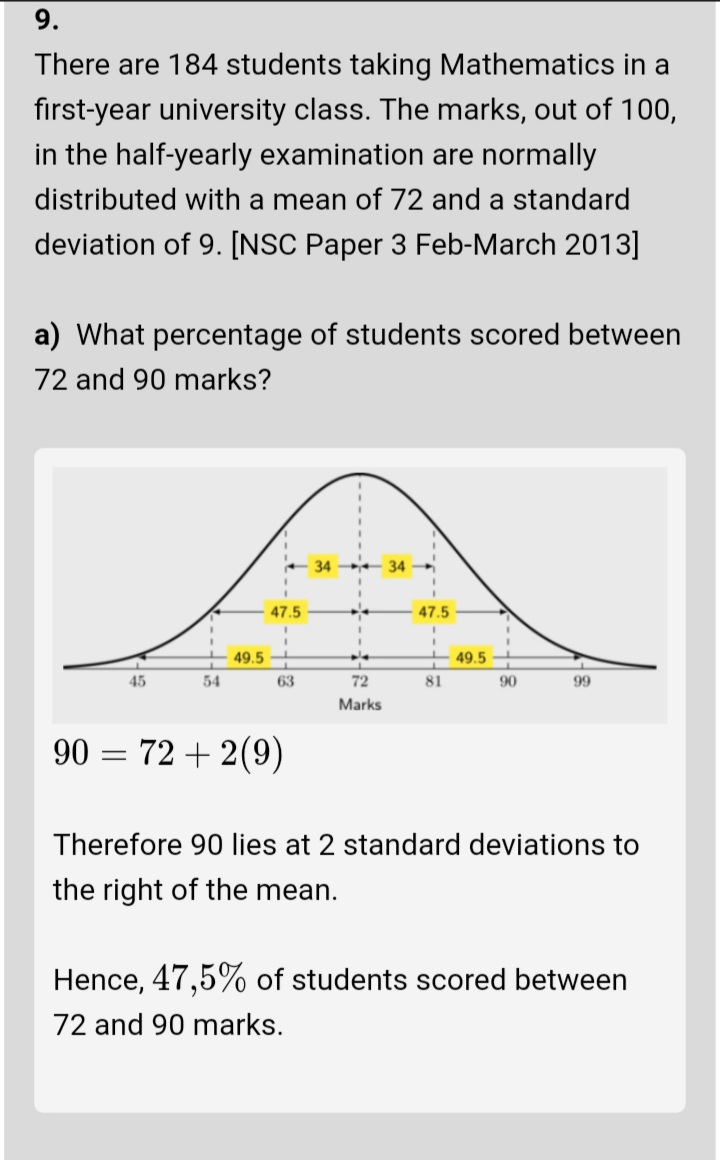 9.
There are 184 students taking Mathematics in a
first-year university class. The marks, out of 100,
in the half-yearly examination are normally
distributed with a mean of 72 and a standard
deviation of 9. [NSC Paper 3 Feb-March 2013]
a) What percentage of students scored between
72 and 90 marks?
34 34
47.5 47.5
49.5 49.5
45 54 63 72 81 90 99
Marks
90 = 72 + 2(9)
Therefore 90 lies at 2 standard deviations to
the right of the mean.
Hence, 47,5% of students scored between
72 and 90 marks.